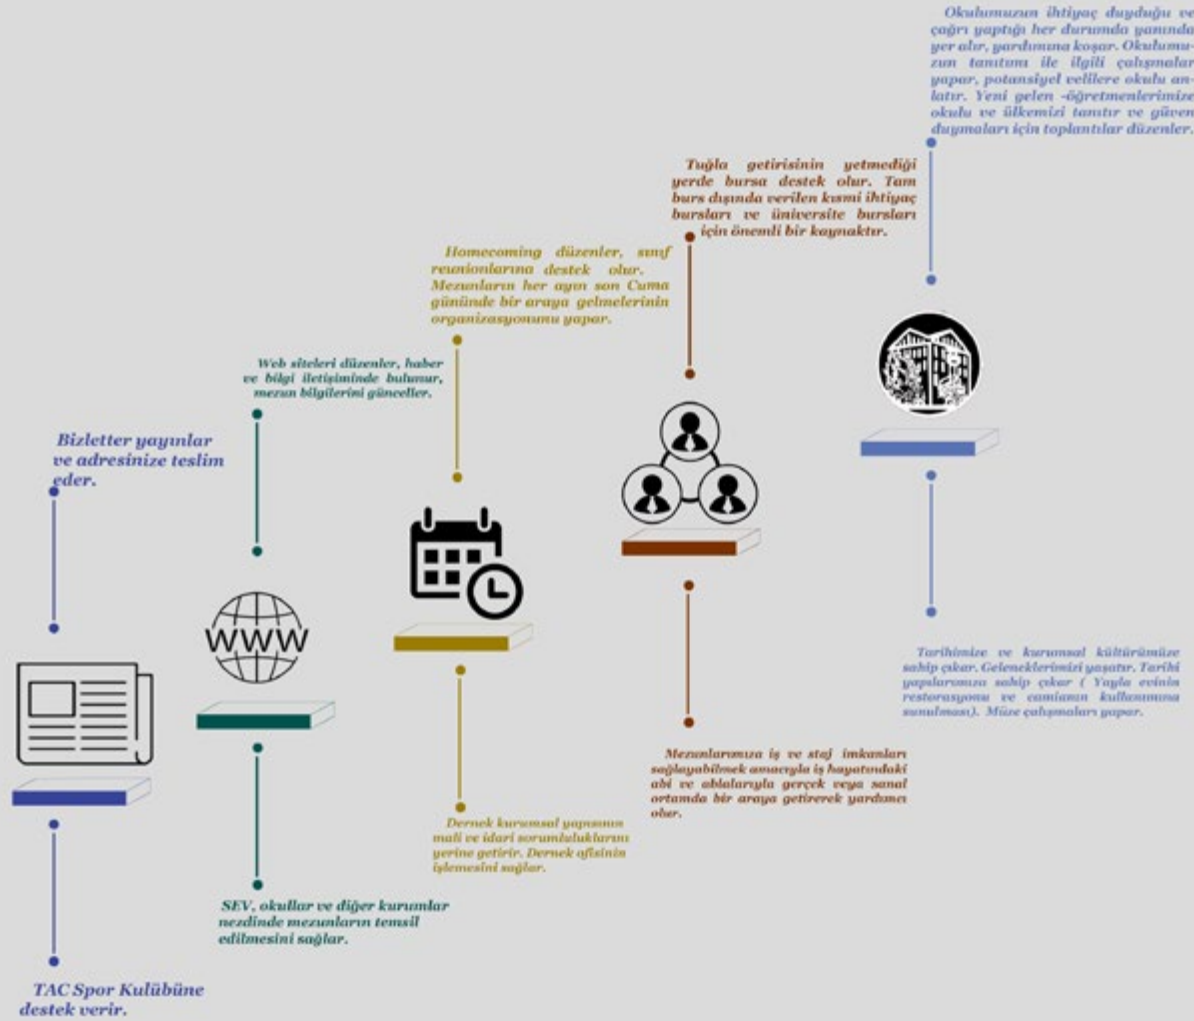 Okulumuzun ihtiyaç duyduğu ve
çağrı yaptığı her durumda yanında
yer alır, yardımına koşar. Okulumu-
zun tanıtımı ile ilgili çalışmalar
yapar, potansiyel velilere okulu an-
latır. Yeni gelen -öğretmenlerimize
okulu ve ülkemizi tanıtır ve güven
duymaları için toplantılar düzenler.
Tuğla getirisinin yetmediği
yerde bursa destek olur. Tam
burs dışında verilen kısmi ihtiyaç
bursları ve üniversite bursları
için önemli bir kaynaktır.
Homecoming düzenler, sınıf
reunionlarına destek olur.
Mezunların her ayın son Cuma
gününde bir araya gelmelerinin
organizasyonunu yapar.
Web siteleri düzenler, haber
ve bilgi iletişiminde bulunur,
mezun bilgilerini günceller.
Bizletter yayınlar
ve adresinize teslim
eder.
WWW
Tarihimize ve kurumsal kültürümüze
sahip çıkar. Geleneklerimizi yaşatır. Tarihi
yapılarımıza sahip çıkar ( Yayla evinin
restorasyonu ve camianın kullanımına
sunulması). Müze çalışmaları yapar.
Mezunlarımıza iş ve staj imkanları
sağlayabilmek amacıyla iş hayatındaki
abi ve ablalarıyla gerçek veya sanal
ortamda bir araya getirerek yardımcı
olur.
Dernek kurumsal yapısının
mali ve idari sorumluluklarını
yerine getirir. Dernek ofisinin
işlemesini sağlar.
SEV, okullar ve diğer kurumlar
nezdinde mezunların temsil
edilmesini sağlar.
TAC Spor Kulübüne
destek verir.